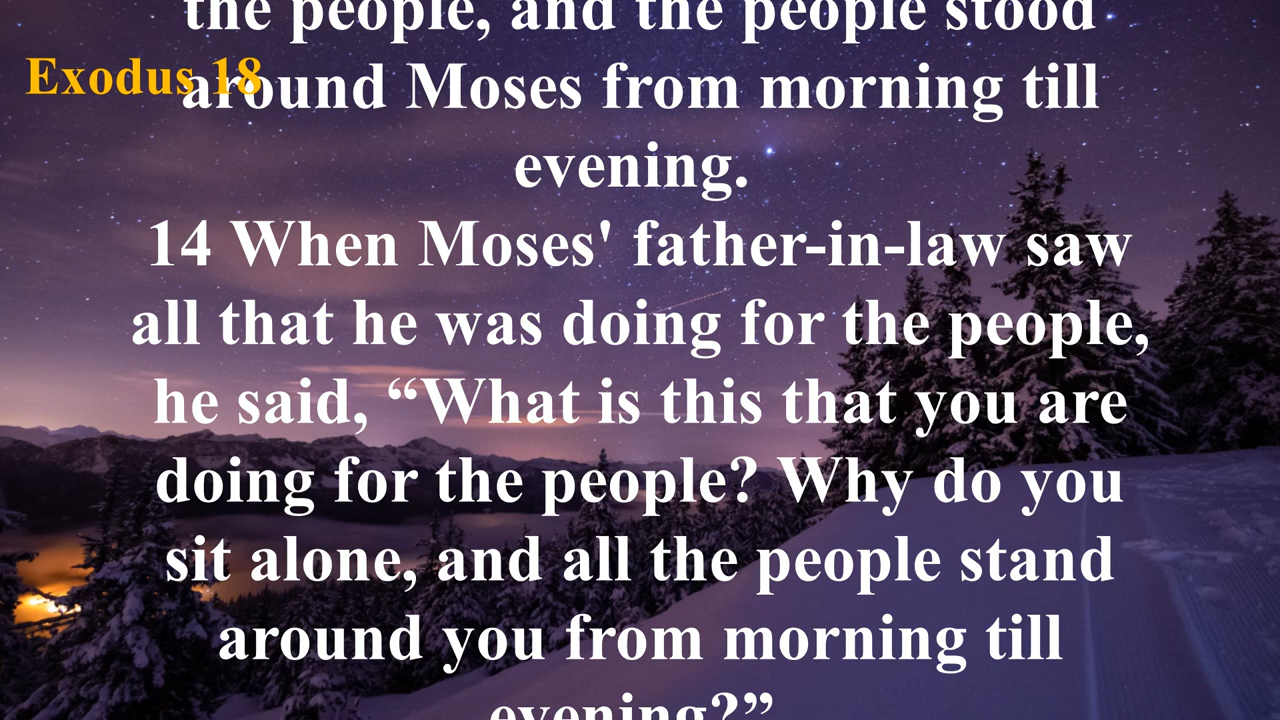 the people, and the people stood
Exodus 18
around Moses from morning till
evening.
14 When Moses' father-in-law saw
all that he was doing for the people,
he said, “What is this that you are
doing for the people? Why do you
sit alone, and all the people stand
around you from morning till
evening?”